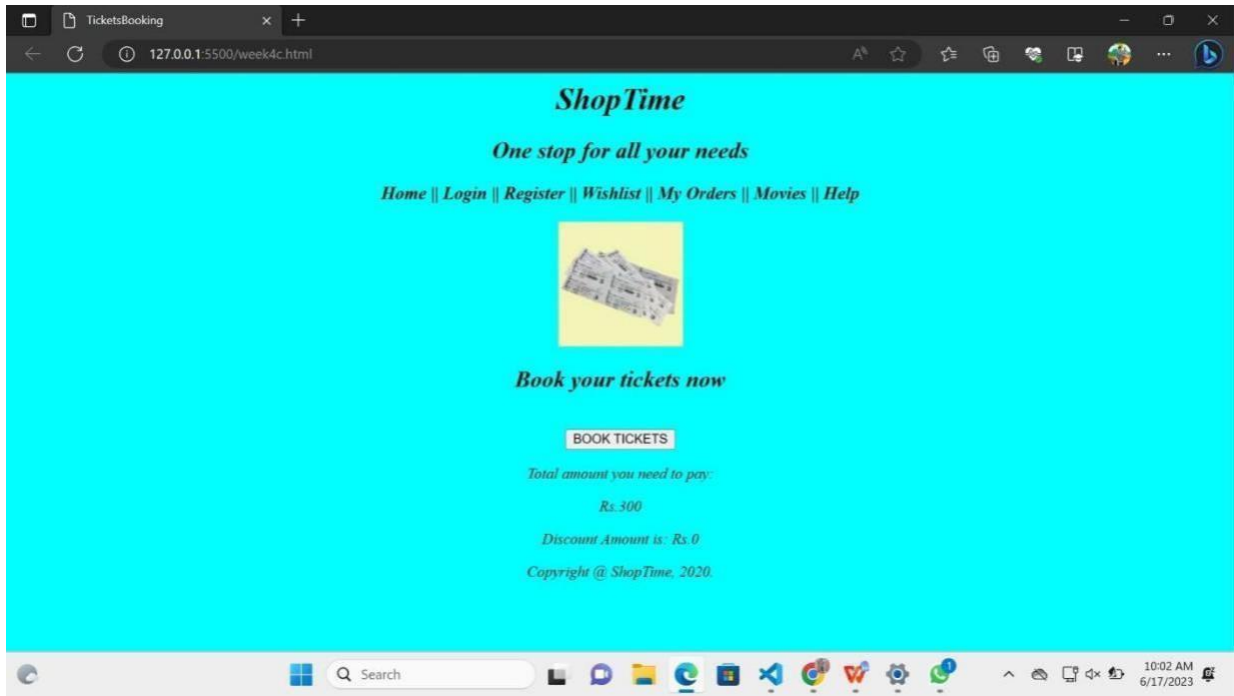 TicketsBooking
127.0.0.1:5500/week4c.html
ShopTime
One stop for all your needs
Home || Login || Register || Wishlist || My Orders || Movies || Help
Book your tickets now
BOOK TICKETS
Total amount you need to pay:
Rs.300
Discount Amount is: Rs.0
Copyright @ ShopTime, 2020.
Search
10:02 AM
6/17/2023